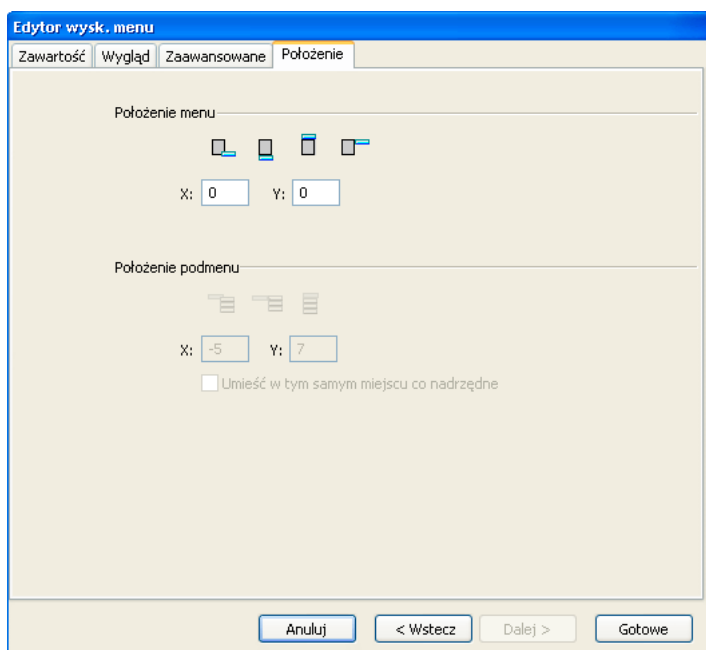 Edytor wysk. menu
Zawartość Wygląd Zaawansowane Położenie
Położenie menu
X: 0 Y: 0
Położenie podmenu
X: -5 Y: 7
Umieść w tym samym miejscu co nadrzędne
Anuluj < Wstecz Dalej > Gotowe